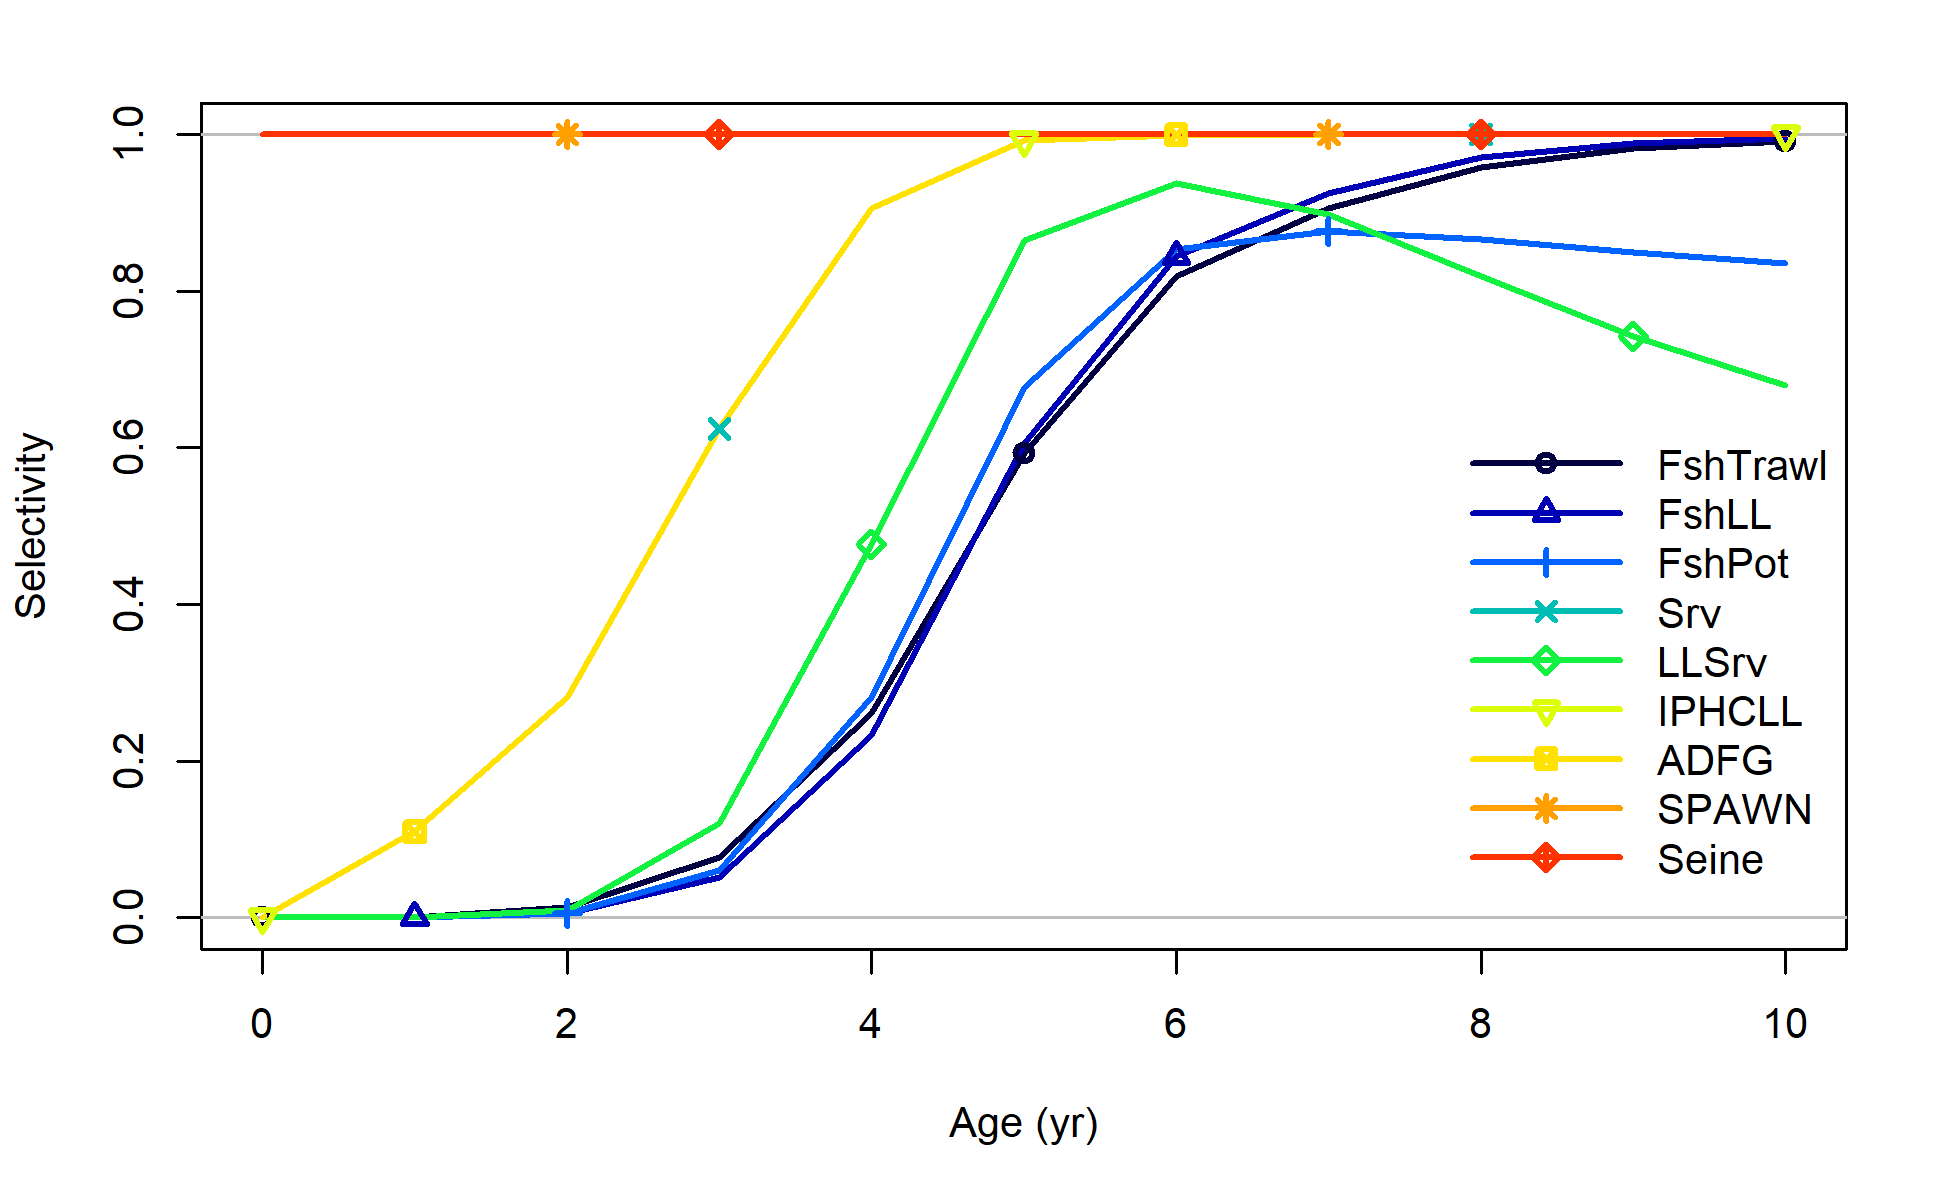 Selectivity
1.0
0.8
0.6
0.4
0.2
0.0
FshTrawl
FshLL
FshPot
Srv
LLSrv
IPHCLL
ADFG
SPAWN
Seine
0 2 4 6 8 10
Age (yr)